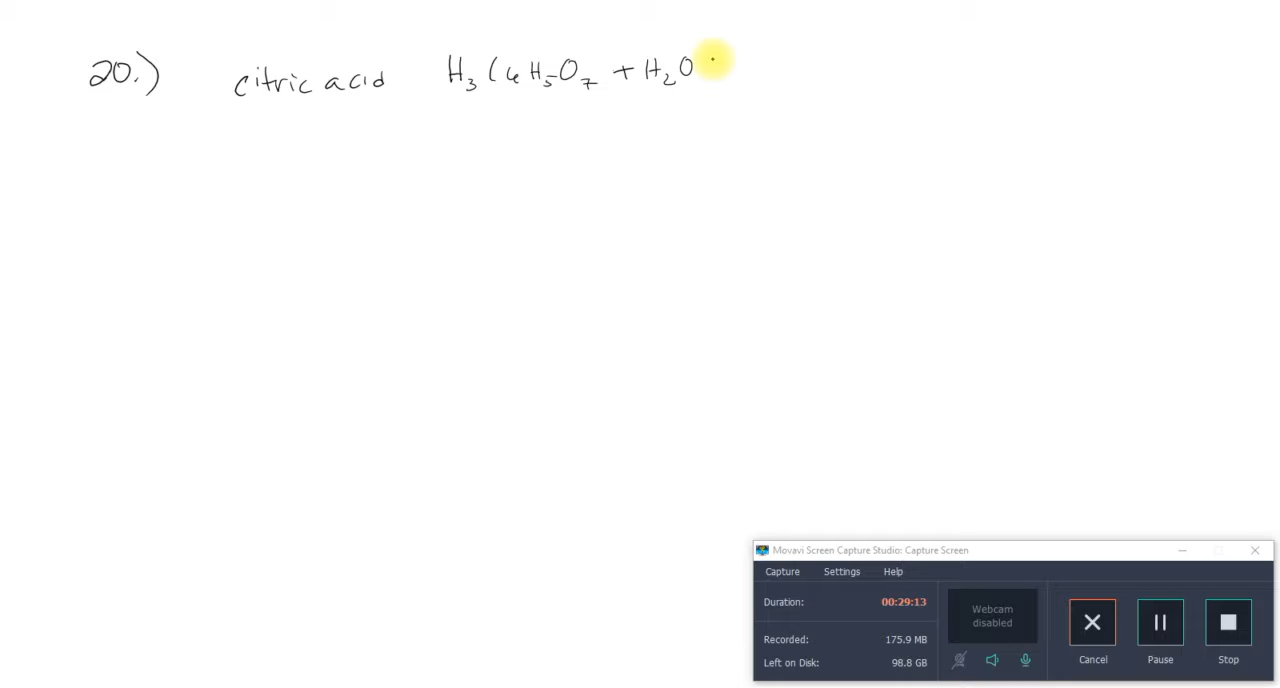 20.) citric acid H₃C₆H₅O₇ + H₂O
Movavi Screen Capture Studio: Capture Screen
Capture Settings Help
Duration: 00:29:13
Webcam disabled
Recorded: 175.9 MB
Left on Disk: 98.8 GB
Cancel Pause Stop